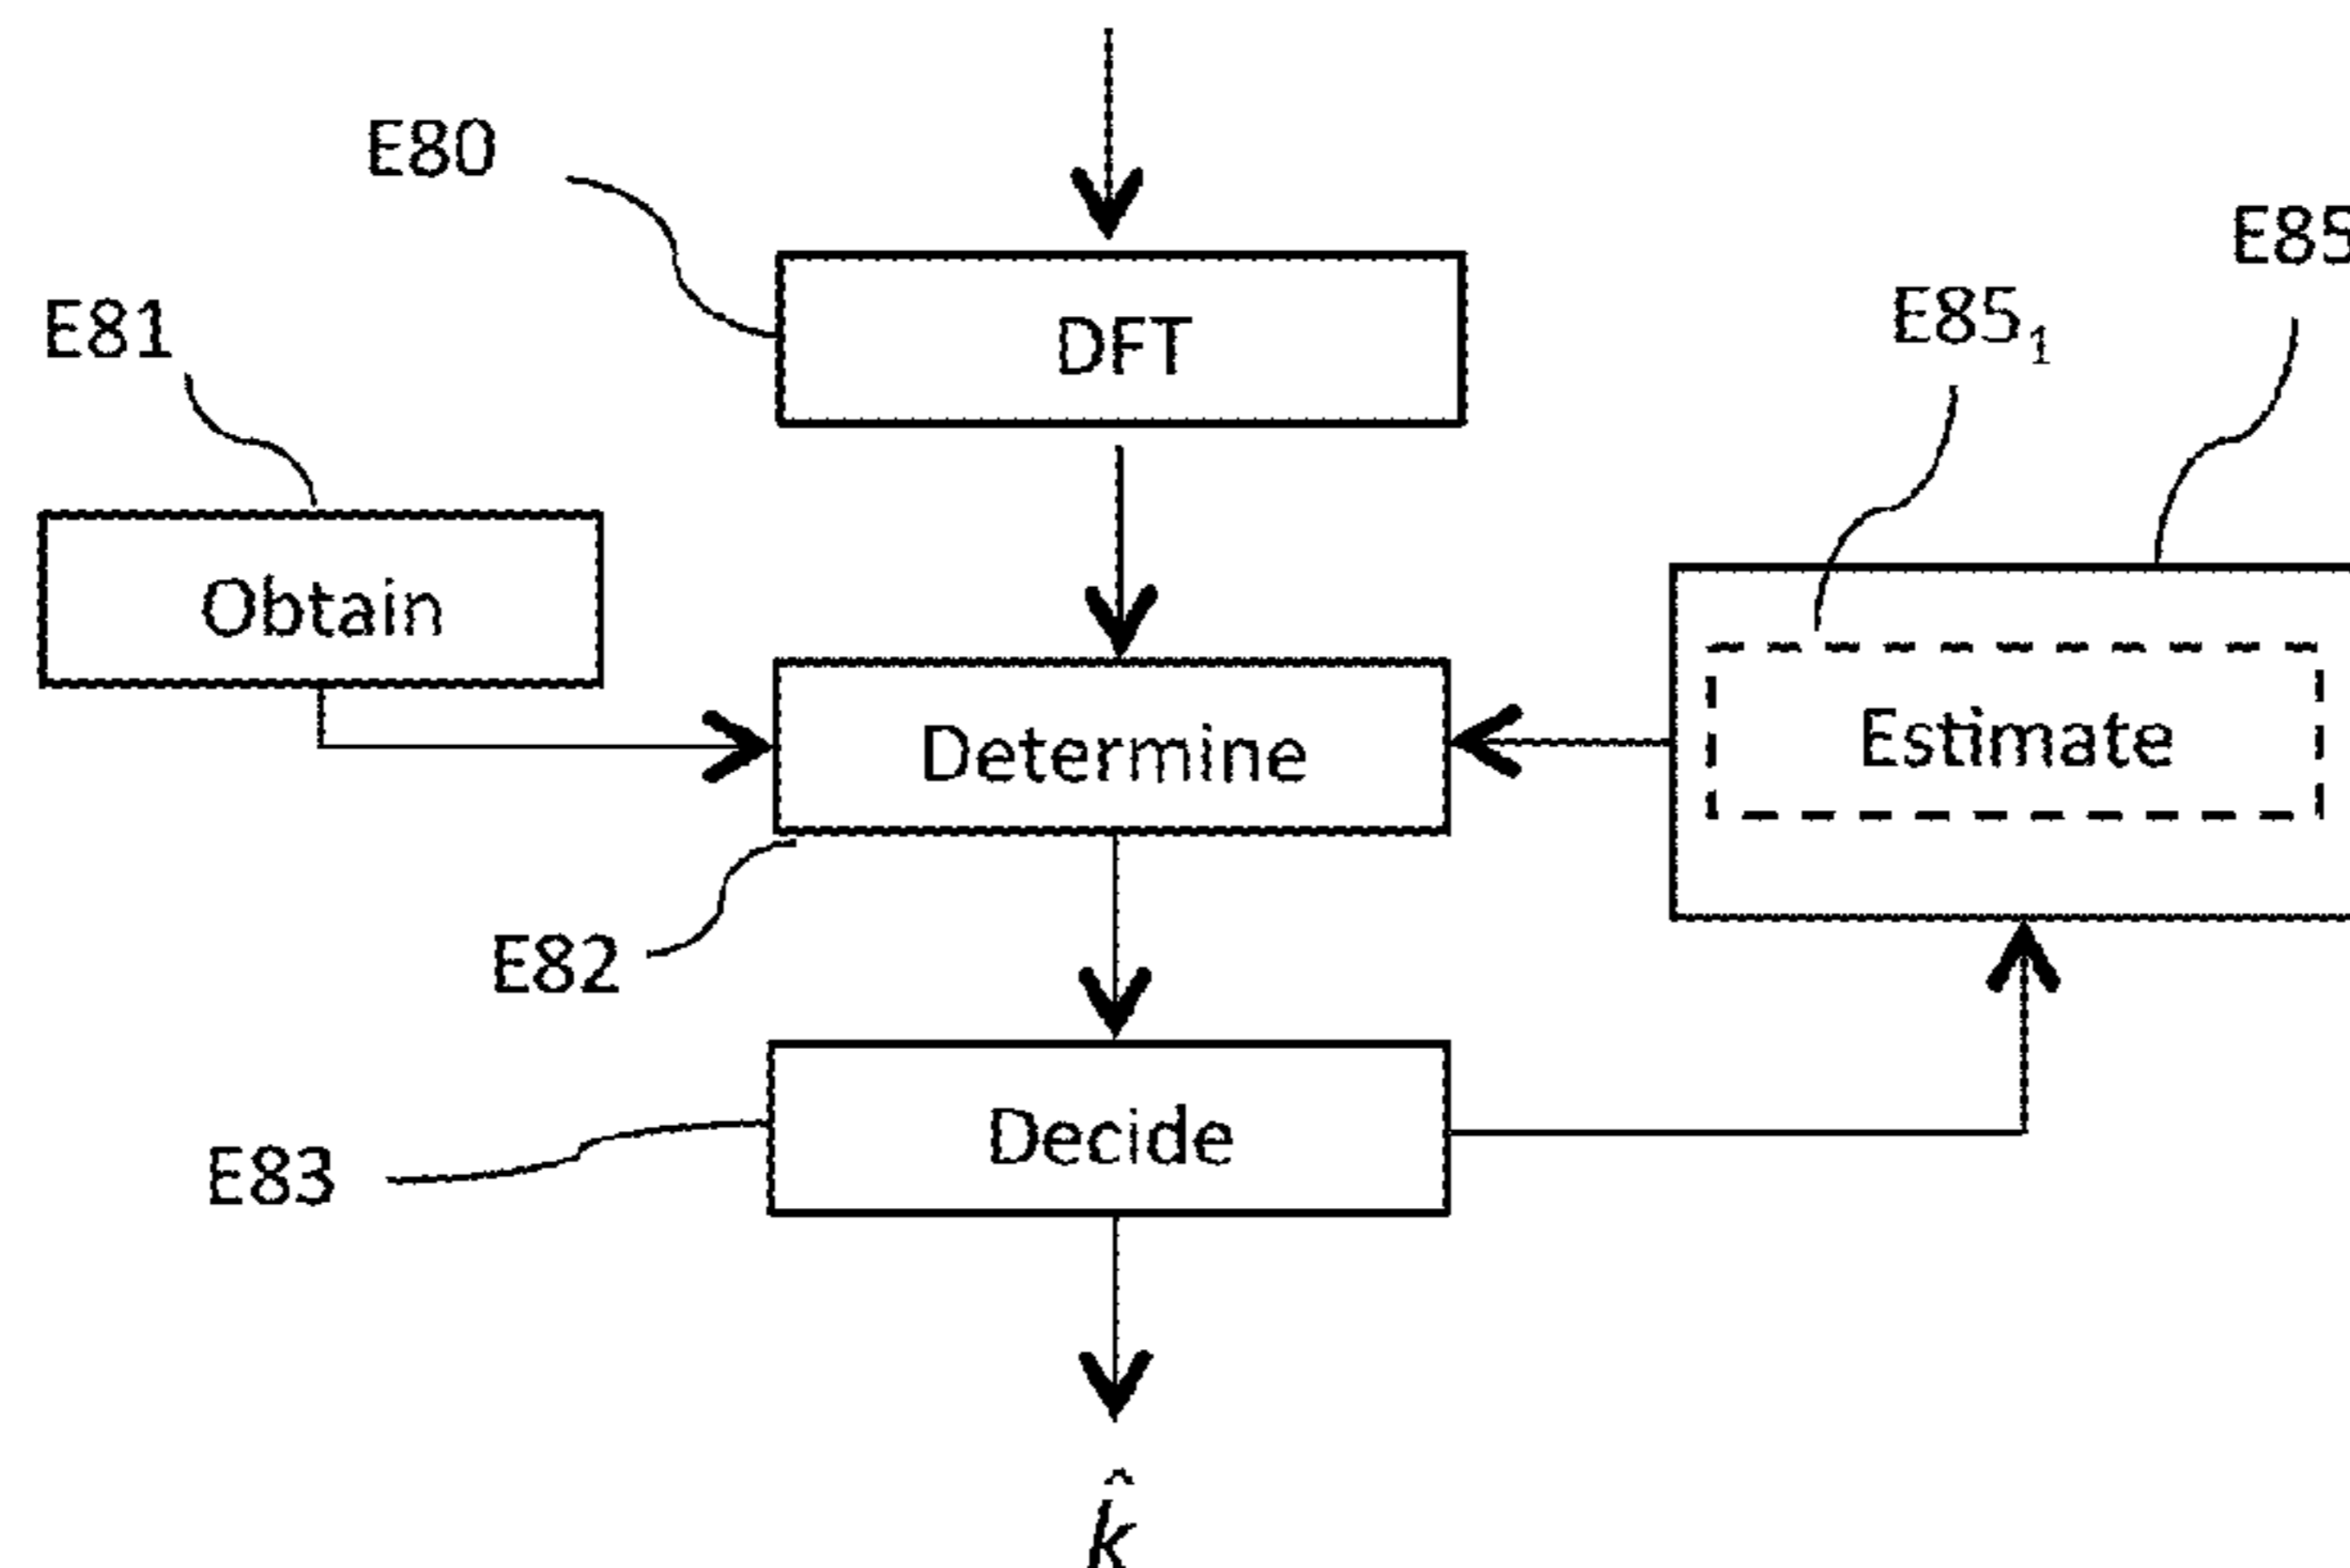 E80
E85
E85₁
E81
DFT
Obtain
Estimate
Determine
E82
Decide
E83
k̂